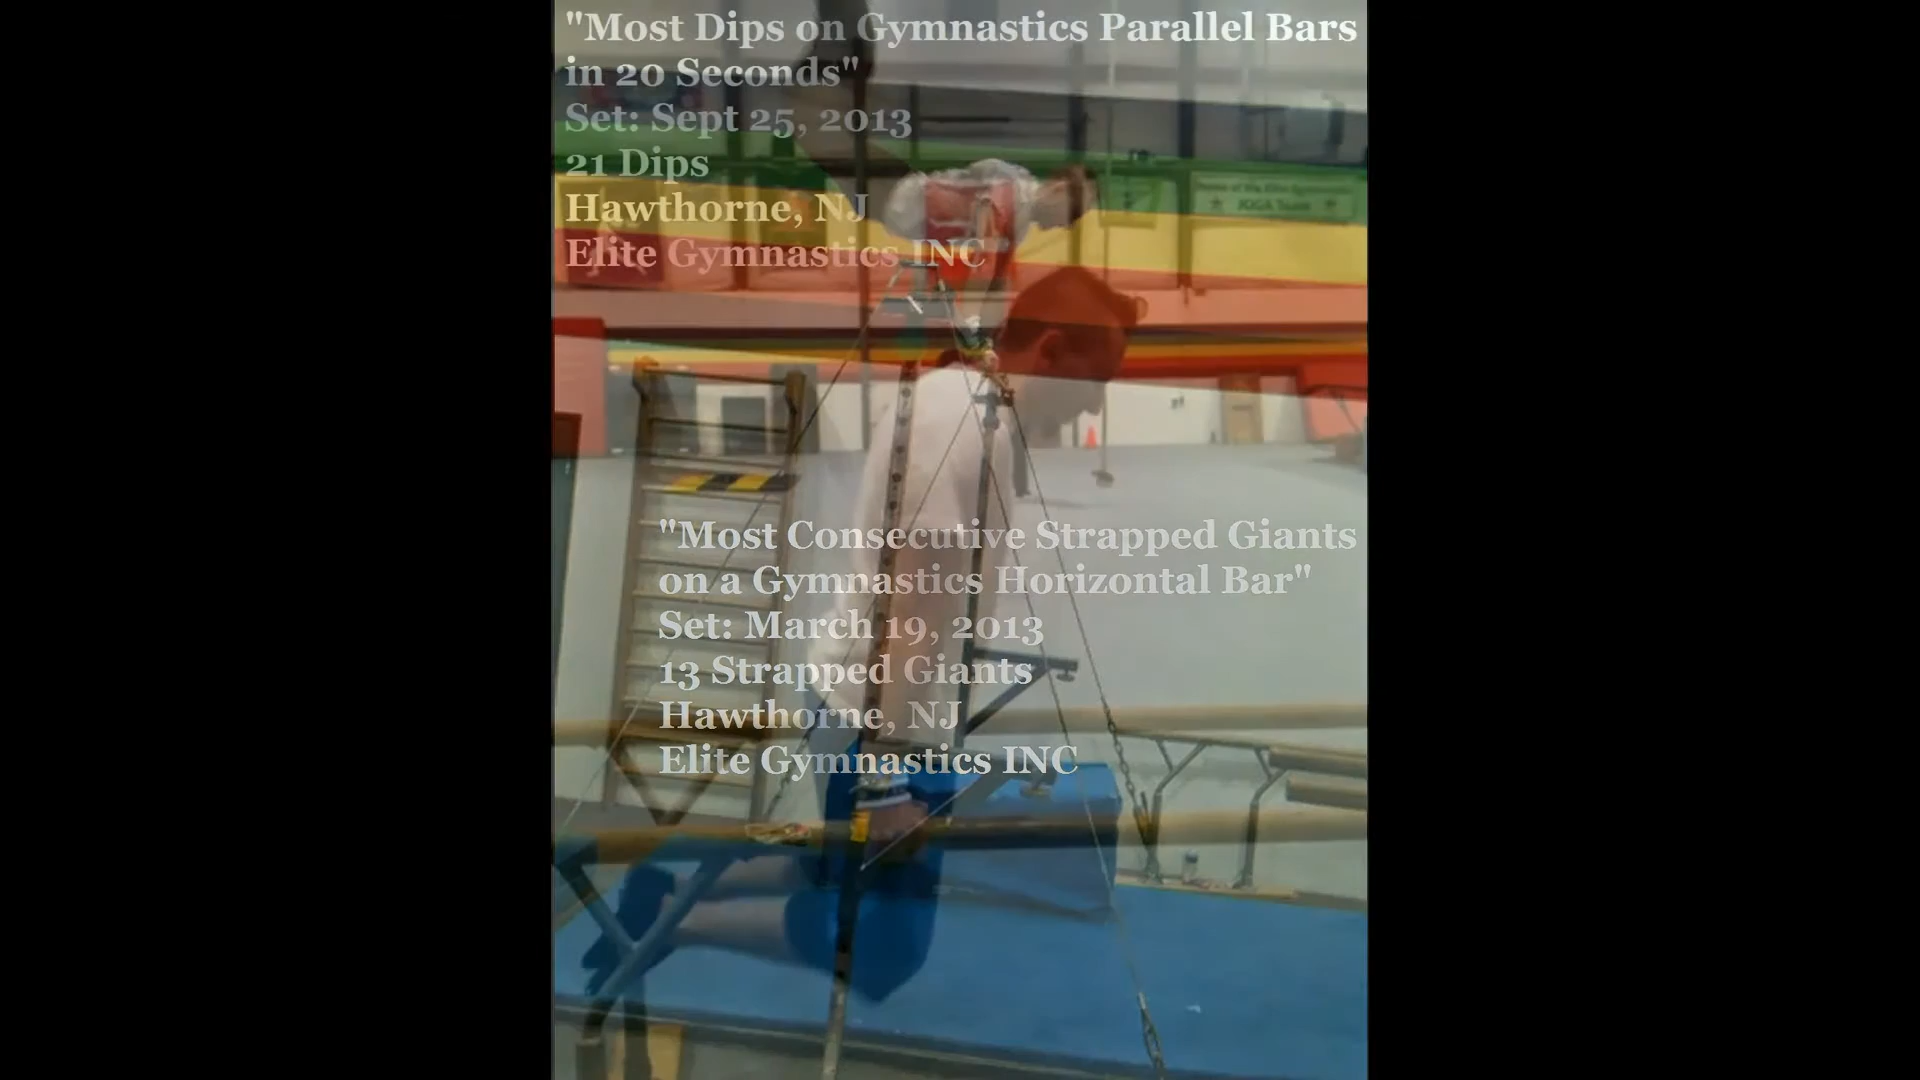 "Most Dips on Gymnastics Parallel Bars
in 20 Seconds"
Set: Sept 25, 2013
21 Dips
Hawthorne, NJ
Elite Gymnastics INC
"Most Consecutive Strapped Giants
on a Gymnastics Horizontal Bar"
Set: March 19, 2013
13 Strapped Giants
Hawthorne, NJ
Elite Gymnastics INC